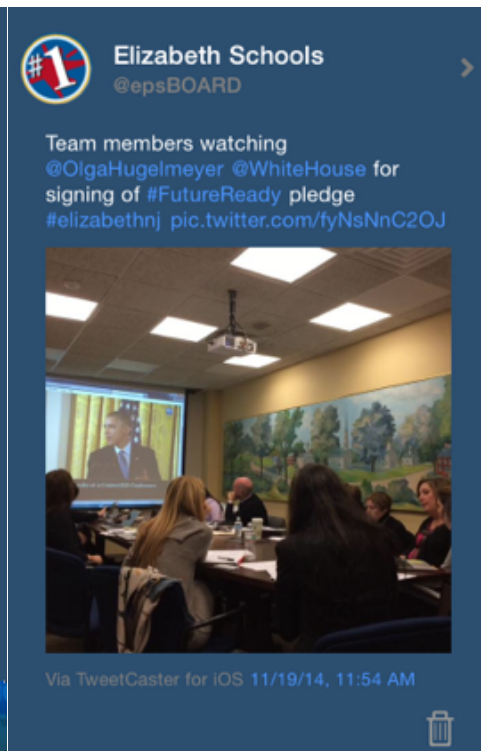 #1
Elizabeth Schools
@epsBOARD
Team members watching
@OlgaHugelmeyer @WhiteHouse for
signing of #FutureReady pledge
#elizabethnj pic.twitter.com/fyNsNnC2OJ
Via TweetCaster for iOS 11/19/14, 11:54 AM